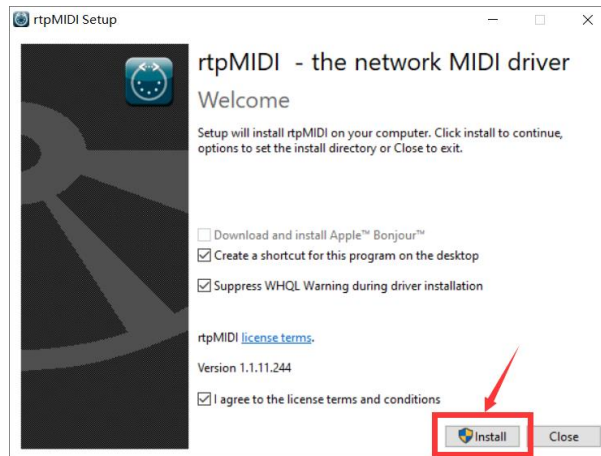 rtpMIDI Setup
rtpMIDI - the network MIDI driver
Welcome
Setup will install rtpMIDI on your computer. Click install to continue,
options to set the install directory or Close to exit.
Download and install Apple™ Bonjour™
Create a shortcut for this program on the desktop
Suppress WHQL Warning during driver installation
rtpMIDI license terms.
Version 1.1.11.244
I agree to the license terms and conditions
Install Close